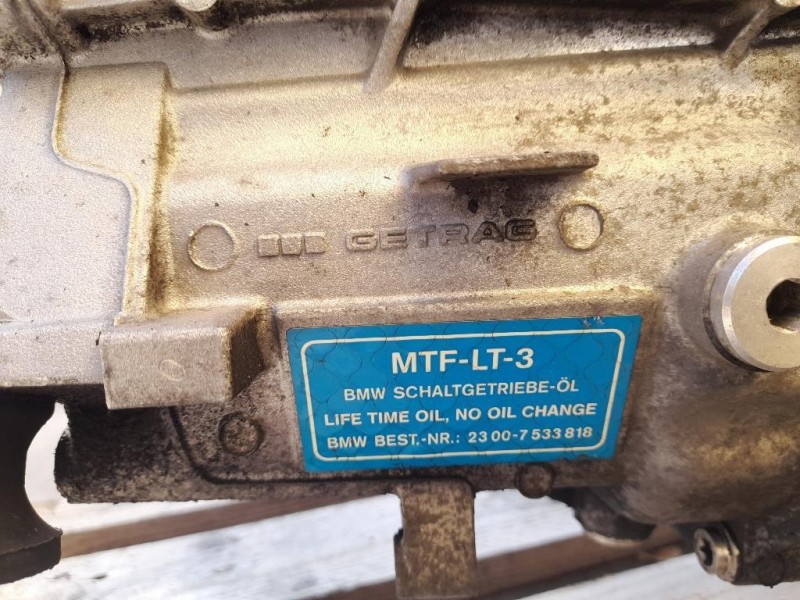 GETRAG
MTF-LT-3
BMW SCHALTGETRIEBE-ÖL
LIFE TIME OIL, NO OIL CHANGE
BMW BEST.-NR.: 23 00-7 533 818